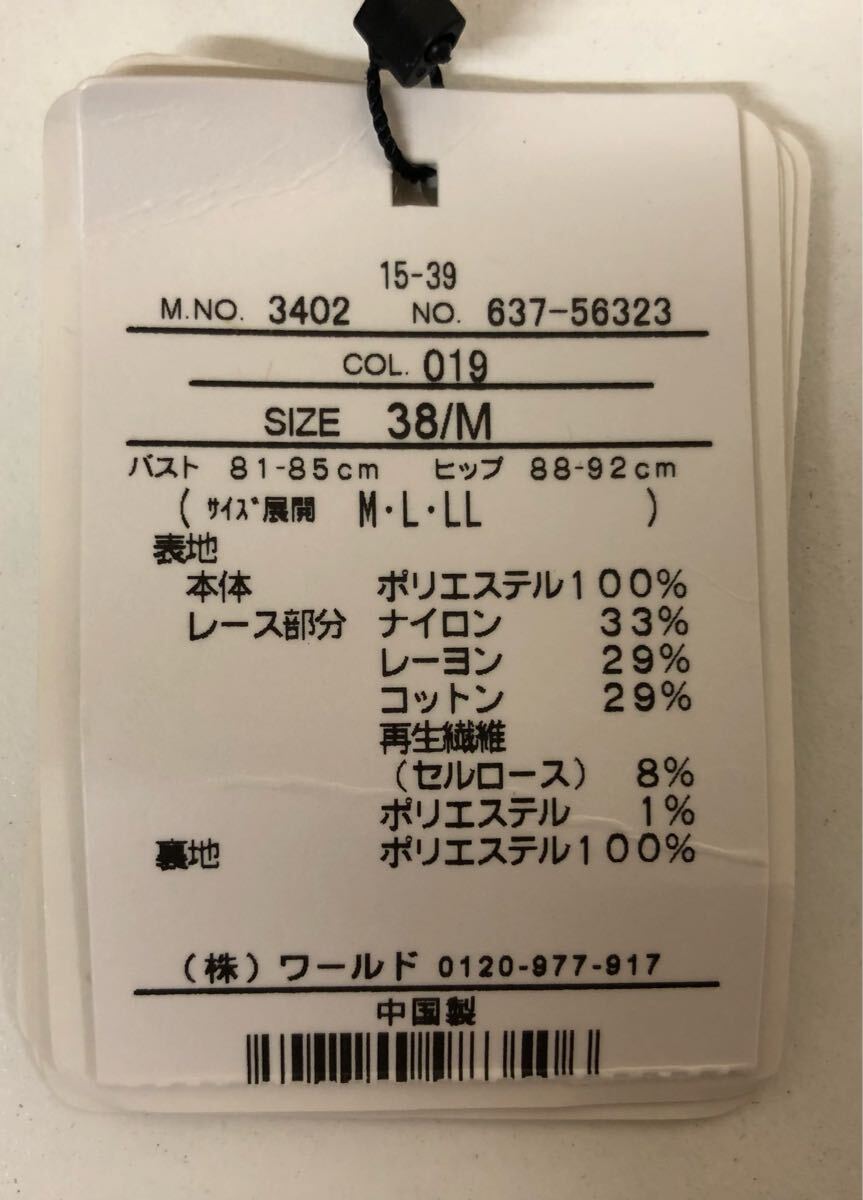 15-39
M.NO. 3402 NO. 637-56323
COL. 019
SIZE 38/M
バスト 81-85cm ヒップ 88-92cm
( サイズ展開 M・L・LL )
表地
本体 ポリエステル100%
レース部分 ナイロン 33%
レーヨン 29%
コットン 29%
再生繊維
(セルロース) 8%
ポリエステル 1%
裏地 ポリエステル100%
(株)ワールド 0120-977-917
中国製